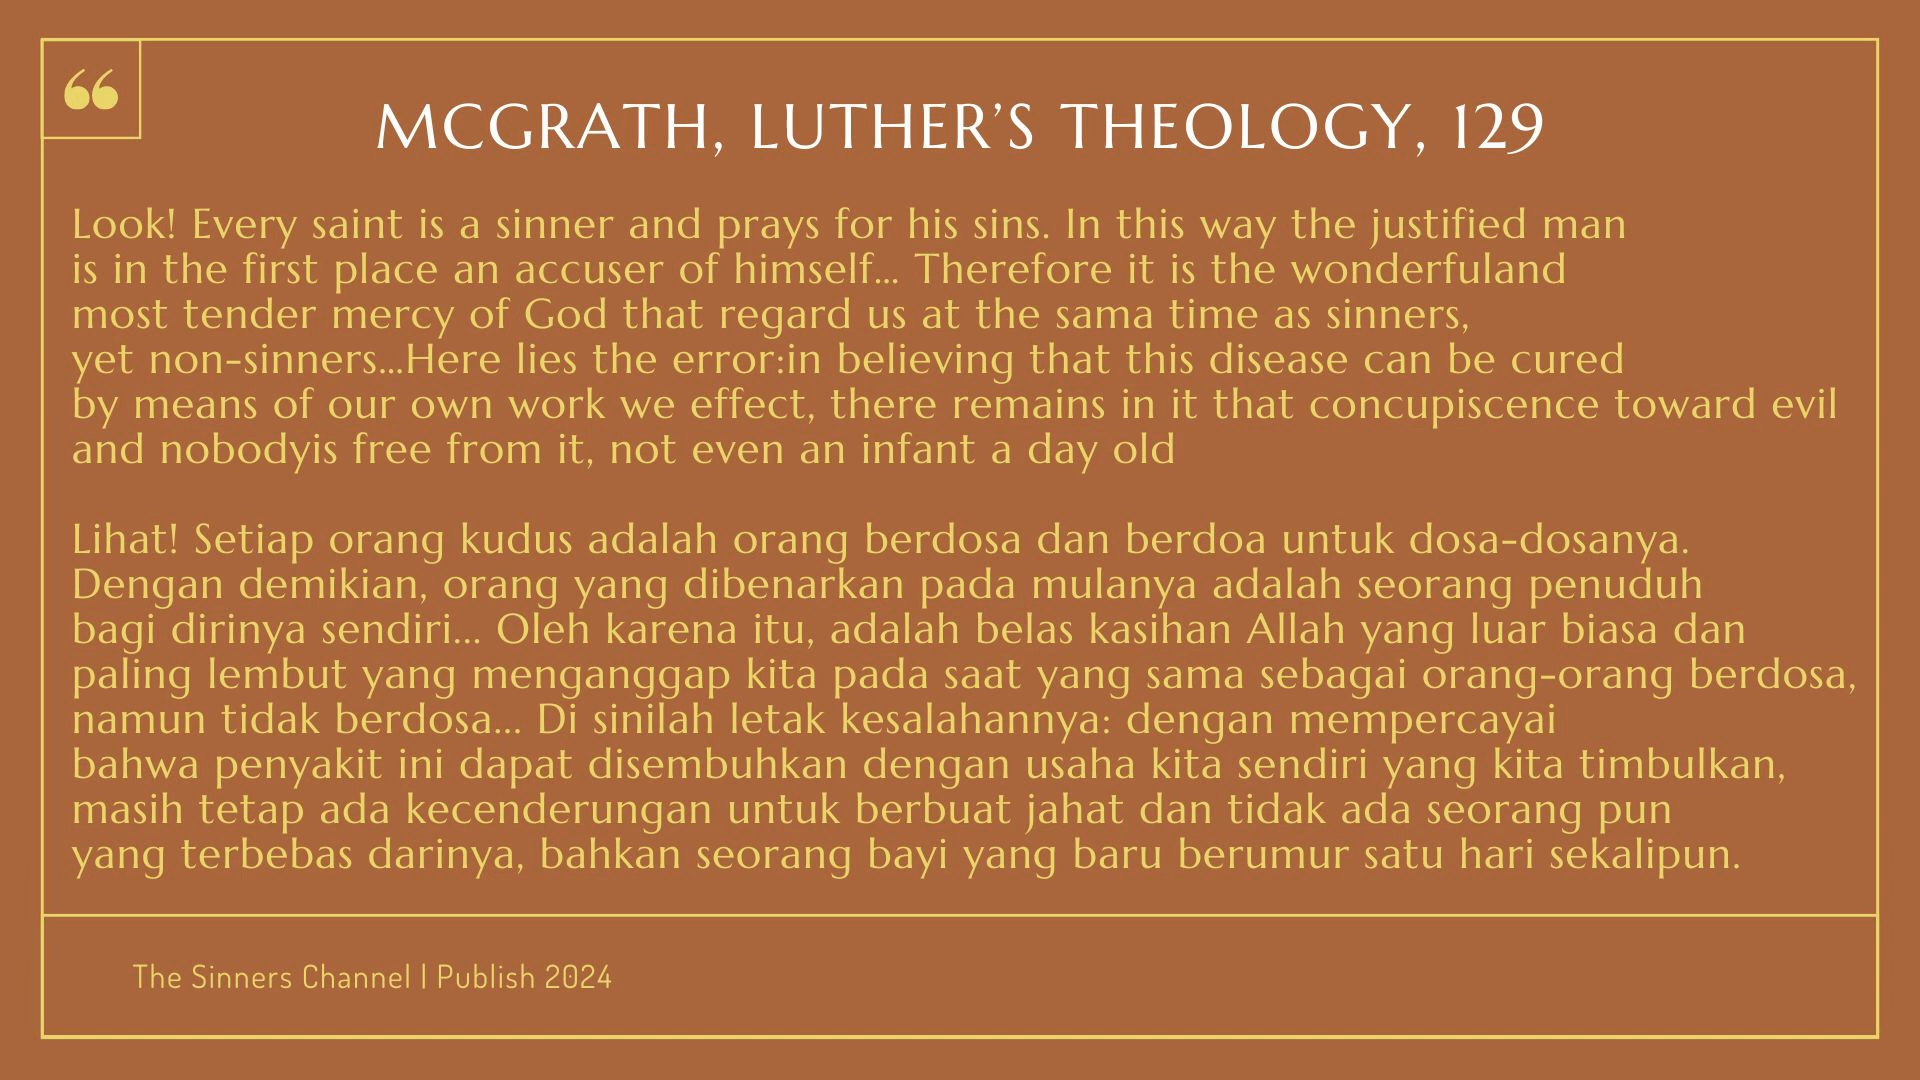 MCGRATH, LUTHER’S THEOLOGY, 129
Look! Every saint is a sinner and prays for his sins. In this way the justified man
is in the first place an accuser of himself... Therefore it is the wonderfuland
most tender mercy of God that regard us at the sama time as sinners,
yet non-sinners...Here lies the error:in believing that this disease can be cured
by means of our own work we effect, there remains in it that concupiscence toward evil
and nobodyis free from it, not even an infant a day old
Lihat! Setiap orang kudus adalah orang berdosa dan berdoa untuk dosa-dosanya.
Dengan demikian, orang yang dibenarkan pada mulanya adalah seorang penuduh
bagi dirinya sendiri... Oleh karena itu, adalah belas kasihan Allah yang luar biasa dan
paling lembut yang menganggap kita pada saat yang sama sebagai orang-orang berdosa,
namun tidak berdosa... Di sinilah letak kesalahannya: dengan mempercayai
bahwa penyakit ini dapat disembuhkan dengan usaha kita sendiri yang kita timbulkan,
masih tetap ada kecenderungan untuk berbuat jahat dan tidak ada seorang pun
yang terbebas darinya, bahkan seorang bayi yang baru berumur satu hari sekalipun.
The Sinners Channel | Publish 2024